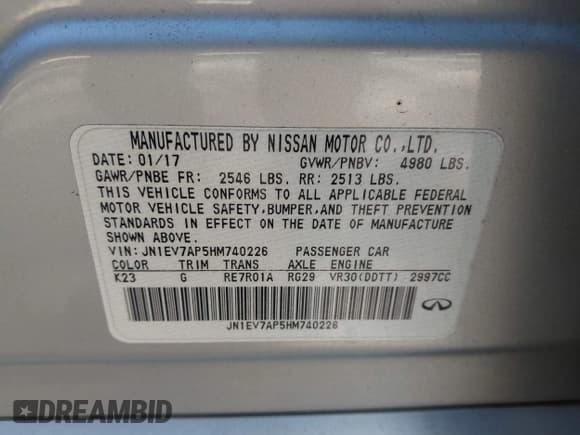 MANUFACTURED BY NISSAN MOTOR CO.,LTD.
DATE: 01/17 GVWR/PNBV: 4980 LBS.
GAWR/PNBE FR: 2546 LBS. RR: 2513 LBS.
THIS VEHICLE CONFORMS TO ALL APPLICABLE FEDERAL
MOTOR VEHICLE SAFETY,BUMPER,AND THEFT PREVENTION
STANDARDS IN EFFECT ON THE DATE OF MANUFACTURE
SHOWN ABOVE.
VIN: JN1EV7AP5HM740226 PASSENGER CAR
COLOR TRIM TRANS AXLE ENGINE
K23 G RE7R01A RG29 VR30(DDTT) 2997CC
JN1EV7AP5HM740226
DREAMBID